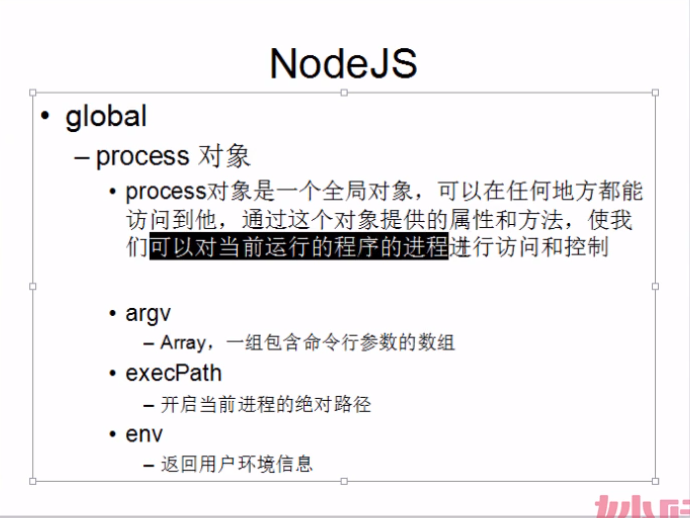 NodeJS
• global
– process 对象
• process对象是一个全局对象，可以在任何地方都能
访问到他，通过这个对象提供的属性和方法，使我
们可以对当前运行的程序的进程进行访问和控制
• argv
– Array，一组包含命令行参数的数组
• execPath
– 开启当前进程的绝对路径
• env
– 返回用户环境信息